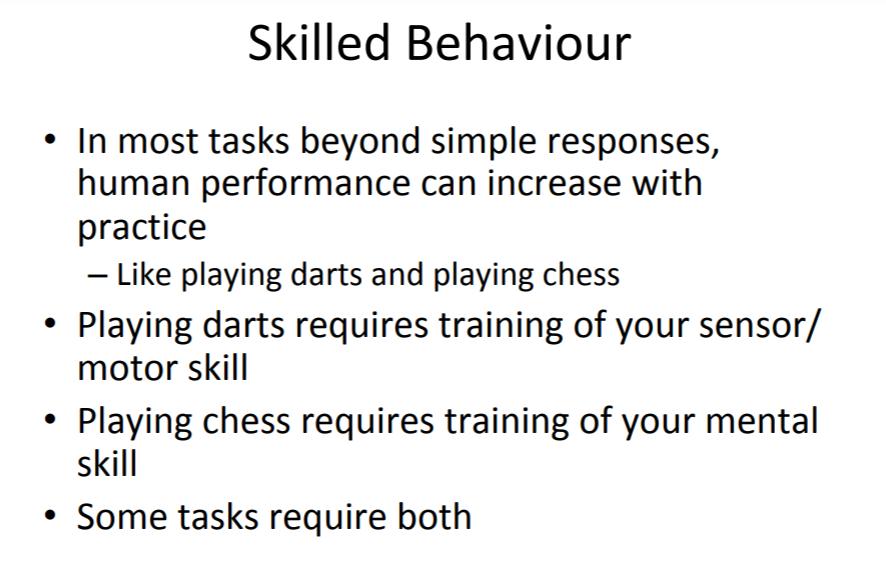 Skilled Behaviour
• In most tasks beyond simple responses,
human performance can increase with
practice
– Like playing darts and playing chess
• Playing darts requires training of your sensor/
motor skill
• Playing chess requires training of your mental
skill
• Some tasks require both